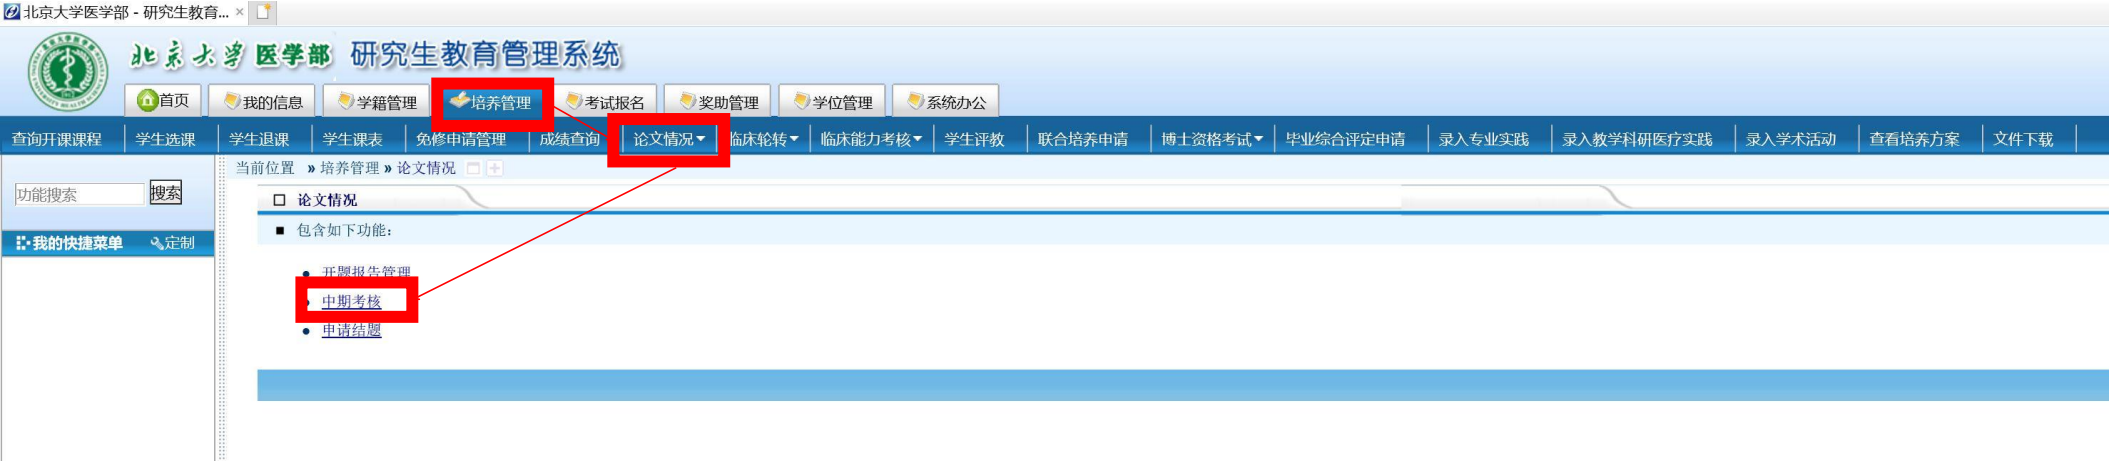 北京大学医学部 - 研究生教育... ×
北京大学医学部 研究生教育管理系统
首页 我的信息 学籍管理 培养管理 考试报名 奖助管理 学位管理 系统办公
查询开课课程 学生选课 学生退课 学生课表 免修申请管理 成绩查询 论文情况 临床轮转 临床能力考核 学生评教 联合培养申请 博士资格考试 毕业综合评定申请 录入专业实践 录入教学科研医疗实践 录入学术活动 查看培养方案 文件下载
当前位置 » 培养管理 » 论文情况
功能搜索 搜索
论文情况
包含如下功能:
我的快捷菜单 定制
开题报告管理
中期考核
申请结题